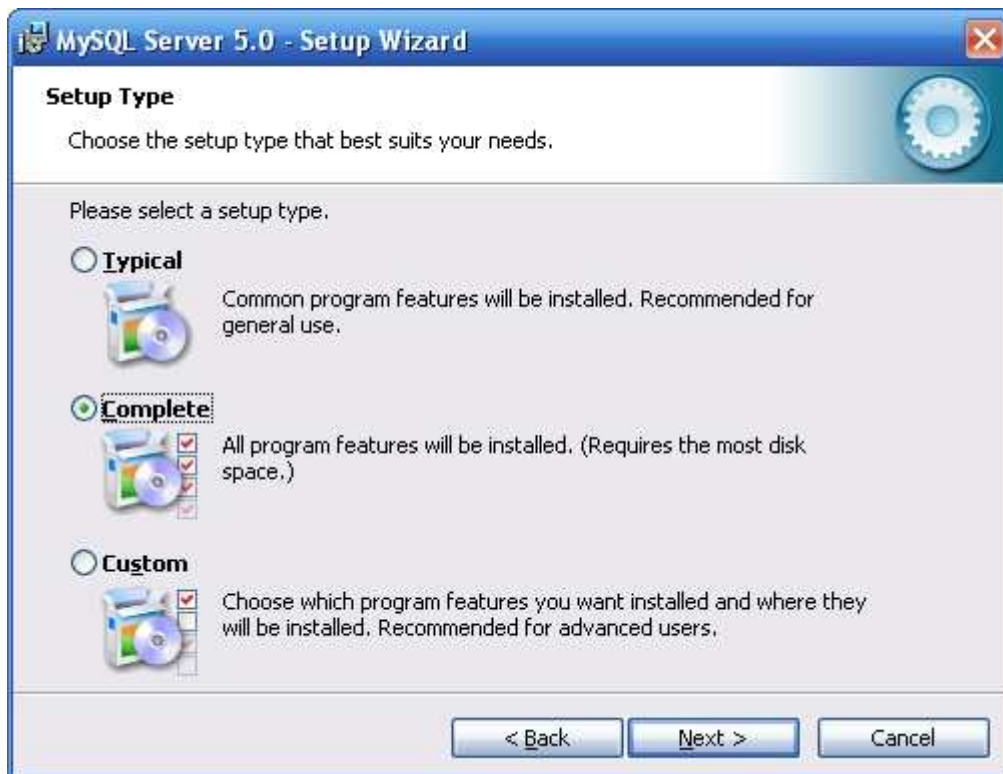 MySQL Server 5.0 - Setup Wizard
Setup Type
Choose the setup type that best suits your needs.
Please select a setup type.
Typical
Common program features will be installed. Recommended for
general use.
Complete
All program features will be installed. (Requires the most disk
space.)
Custom
Choose which program features you want installed and where they
will be installed. Recommended for advanced users.
< Back
Next >
Cancel